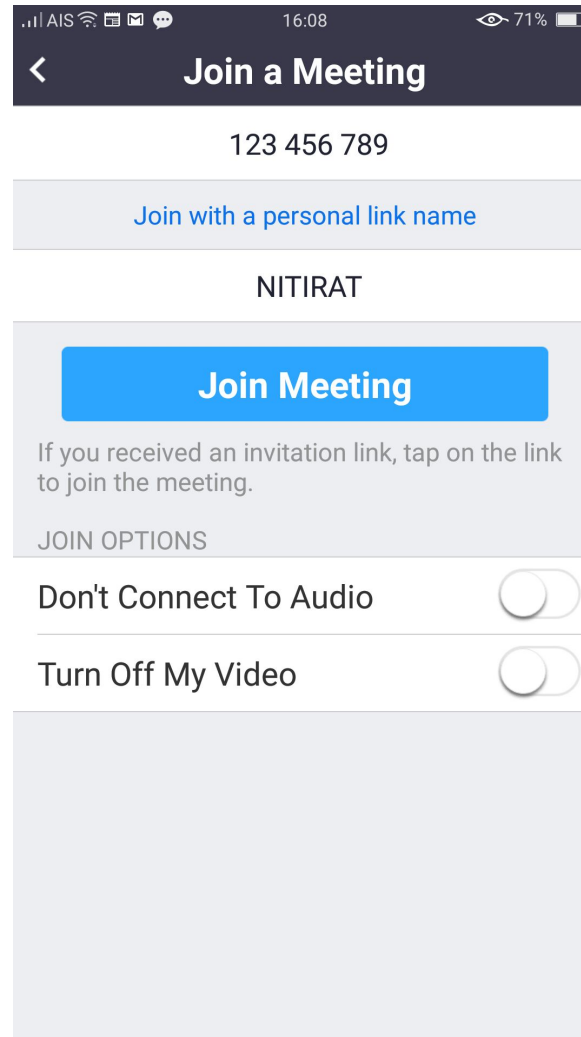 AIS 16:08 71%
Join a Meeting
123 456 789
Join with a personal link name
NITIRAT
Join Meeting
If you received an invitation link, tap on the link
to join the meeting.
JOIN OPTIONS
Don't Connect To Audio
Turn Off My Video